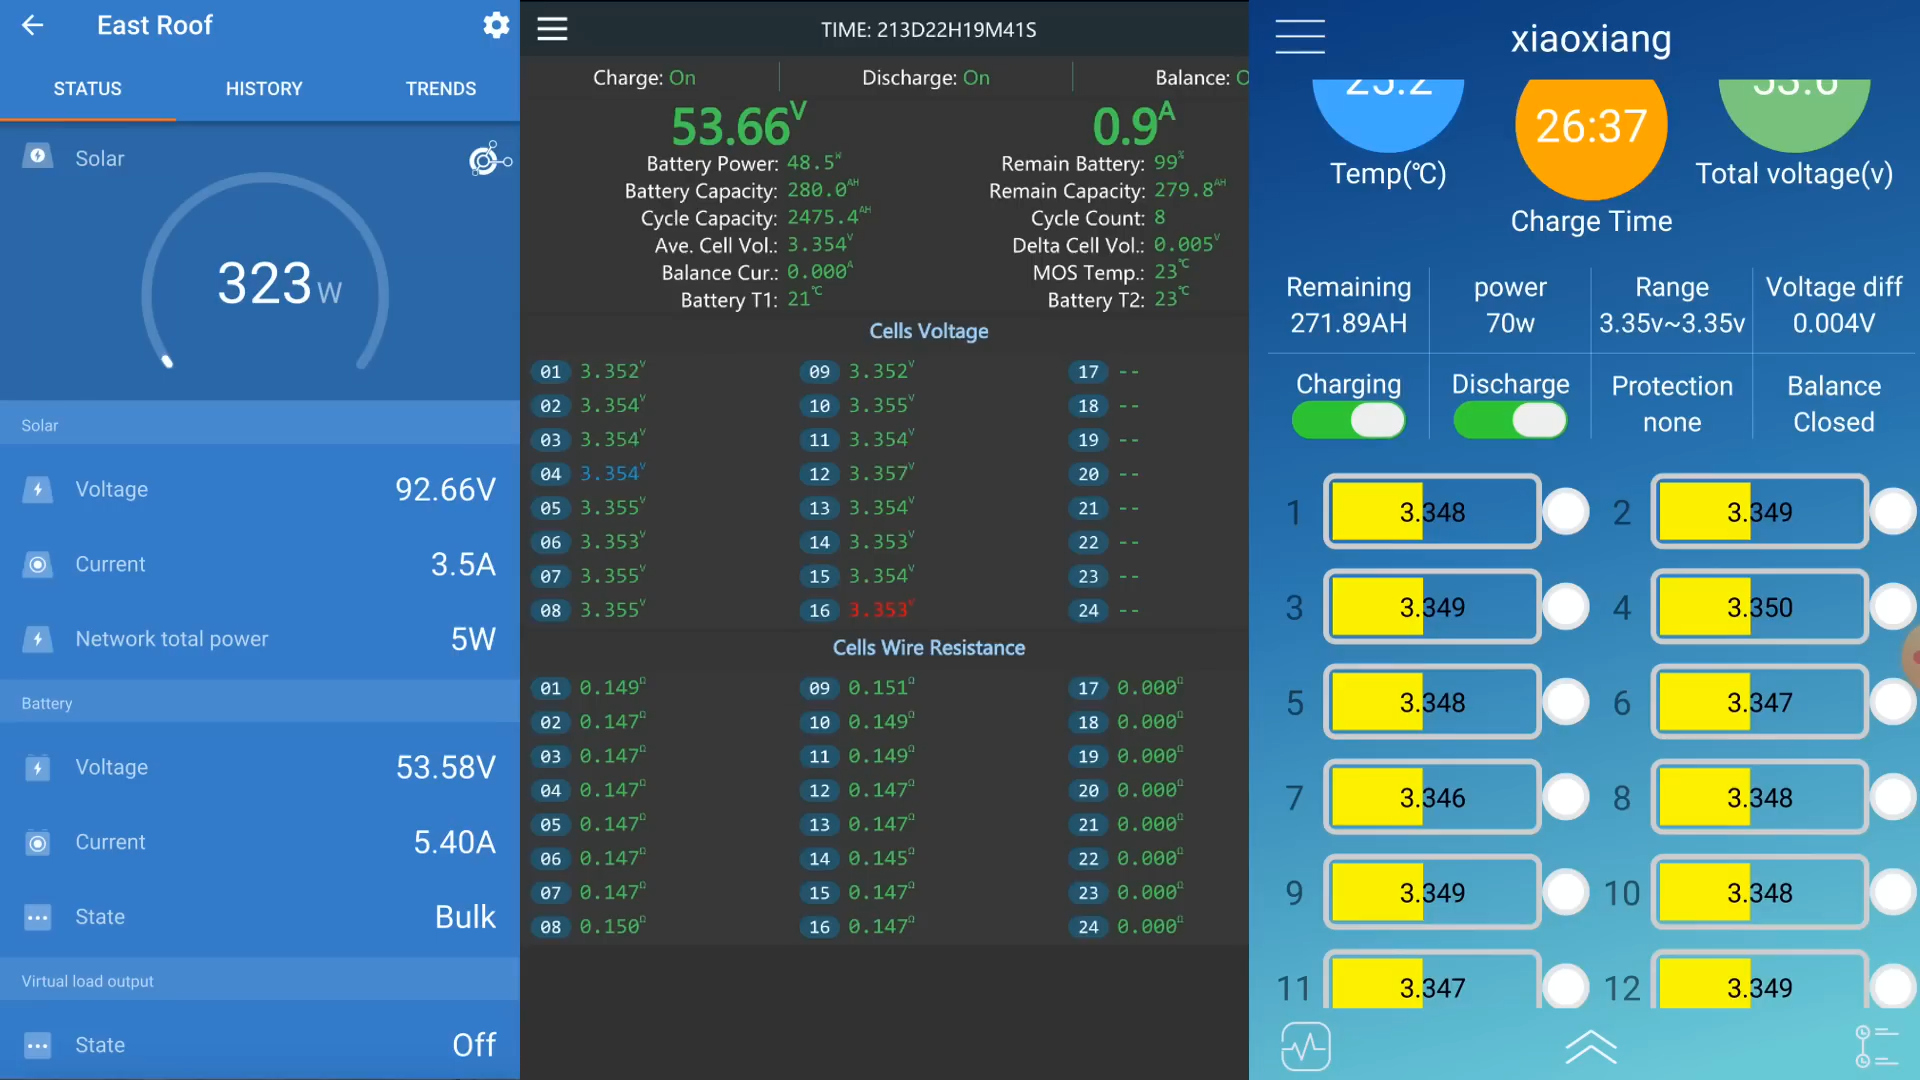 East Roof
STATUS HISTORY TRENDS
Solar
323W
Solar
Voltage 92.66V
Current 3.5A
Network total power 5W
Battery
Voltage 53.58V
Current 5.40A
State Bulk
Virtual load output
State Off
TIME: 213D22H19M41S
Charge: On Discharge: On Balance: O
53.66V 0.9A
Battery Power: 48.5W Remain Battery: 99%
Battery Capacity: 280.0AH Remain Capacity: 279.8AH
Cycle Capacity: 2475.4AH Cycle Count: 8
Ave. Cell Vol.: 3.354V Delta Cell Vol.: 0.005V
Balance Cur.: 0.000A MOS Temp.: 23℃
Battery T1: 21℃ Battery T2: 23℃
Cells Voltage
01 3.352V 09 3.352V 17 --
02 3.354V 10 3.355V 18 --
03 3.354V 11 3.354V 19 --
04 3.354V 12 3.357V 20 --
05 3.355V 13 3.354V 21 --
06 3.353V 14 3.353V 22 --
07 3.355V 15 3.354V 23 --
08 3.355V 16 3.353V 24 --
Cells Wire Resistance
01 0.149Ω 09 0.151Ω 17 0.000Ω
02 0.147Ω 10 0.149Ω 18 0.000Ω
03 0.147Ω 11 0.149Ω 19 0.000Ω
04 0.147Ω 12 0.147Ω 20 0.000Ω
05 0.147Ω 13 0.147Ω 21 0.000Ω
06 0.147Ω 14 0.145Ω 22 0.000Ω
07 0.147Ω 15 0.147Ω 23 0.000Ω
08 0.150Ω 16 0.147Ω 24 0.000Ω
xiaoxiang
25.2 26:37 53.6
Temp(℃) Total voltage(v)
Charge Time
Remaining power Range Voltage diff
271.89AH 70w 3.35v~3.35v 0.004V
Charging Discharge Protection Balance
none Closed
1 3.348 2 3.349
3 3.349 4 3.350
5 3.348 6 3.347
7 3.346 8 3.348
9 3.349 10 3.348
11 3.347 12 3.349